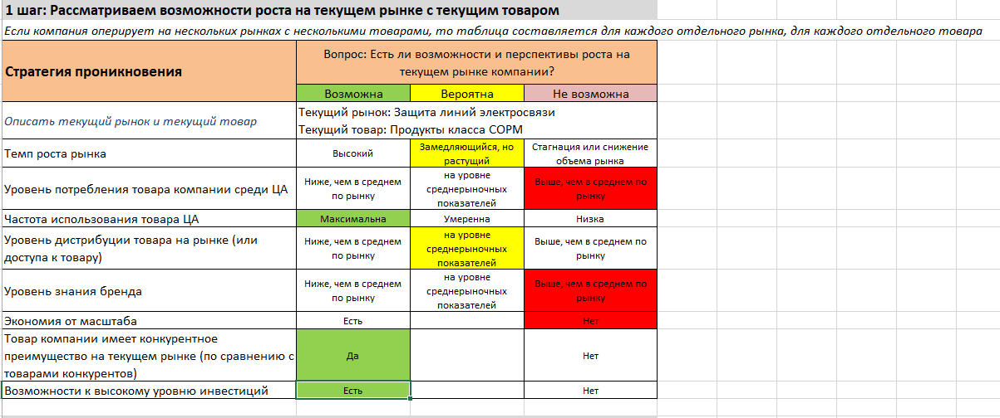 1 шаг: Рассматриваем возможности роста на текущем рынке с текущим товаром
Если компания оперирует на нескольких рынках с несколькими товарами, то таблица составляется для каждого отдельного рынка, для каждого отдельного товара
Стратегия проникновения
Вопрос: Есть ли возможности и перспективы роста на
текущем рынке компании?
Возможна
Вероятна
Не возможна
Описать текущий рынок и текущий товар
Текущий рынок: Защита линий электросвязи
Текущий товар: Продукты класса СОРМ
Темп роста рынка
Высокий
Замедляющийся, но
растущий
Стагнация или снижение
объема рынка
Уровень потребления товара компании среди ЦА
Ниже, чем в среднем
по рынку
на уровне
среднерыночных
показателей
Выше, чем в среднем по
рынку
Частота использования товара ЦА
Максимальна
Умеренна
Низка
Уровень дистрибуции товара на рынке (или
доступа к товару)
Ниже, чем в среднем
по рынку
на уровне
среднерыночных
показателей
Выше, чем в среднем по
рынку
Уровень знания бренда
Ниже, чем в среднем
по рынку
на уровне
среднерыночных
показателей
Выше, чем в среднем по
рынку
Экономия от масштаба
Есть
Нет
Товар компании имеет конкурентное
преимущество на текущем рынке (по сравнению с
товарами конкурентов)
Да
Нет
Возможности к высокому уровню инвестиций
Есть
Нет